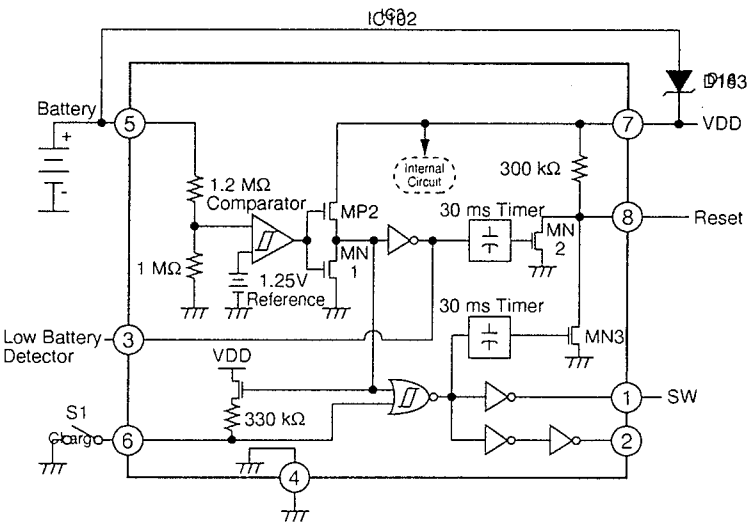 IC102
D103
Battery
5
7
VDD
+
-
Internal
Circuit
300 kΩ
1.2 MΩ
Comparator
MP2
30 ms Timer
8
Reset
MN
2
MN
1
1 MΩ
1.25V
Reference
30 ms Timer
Low Battery
Detector
3
MN3
VDD
S1
330 kΩ
1
SW
Charge
6
2
4